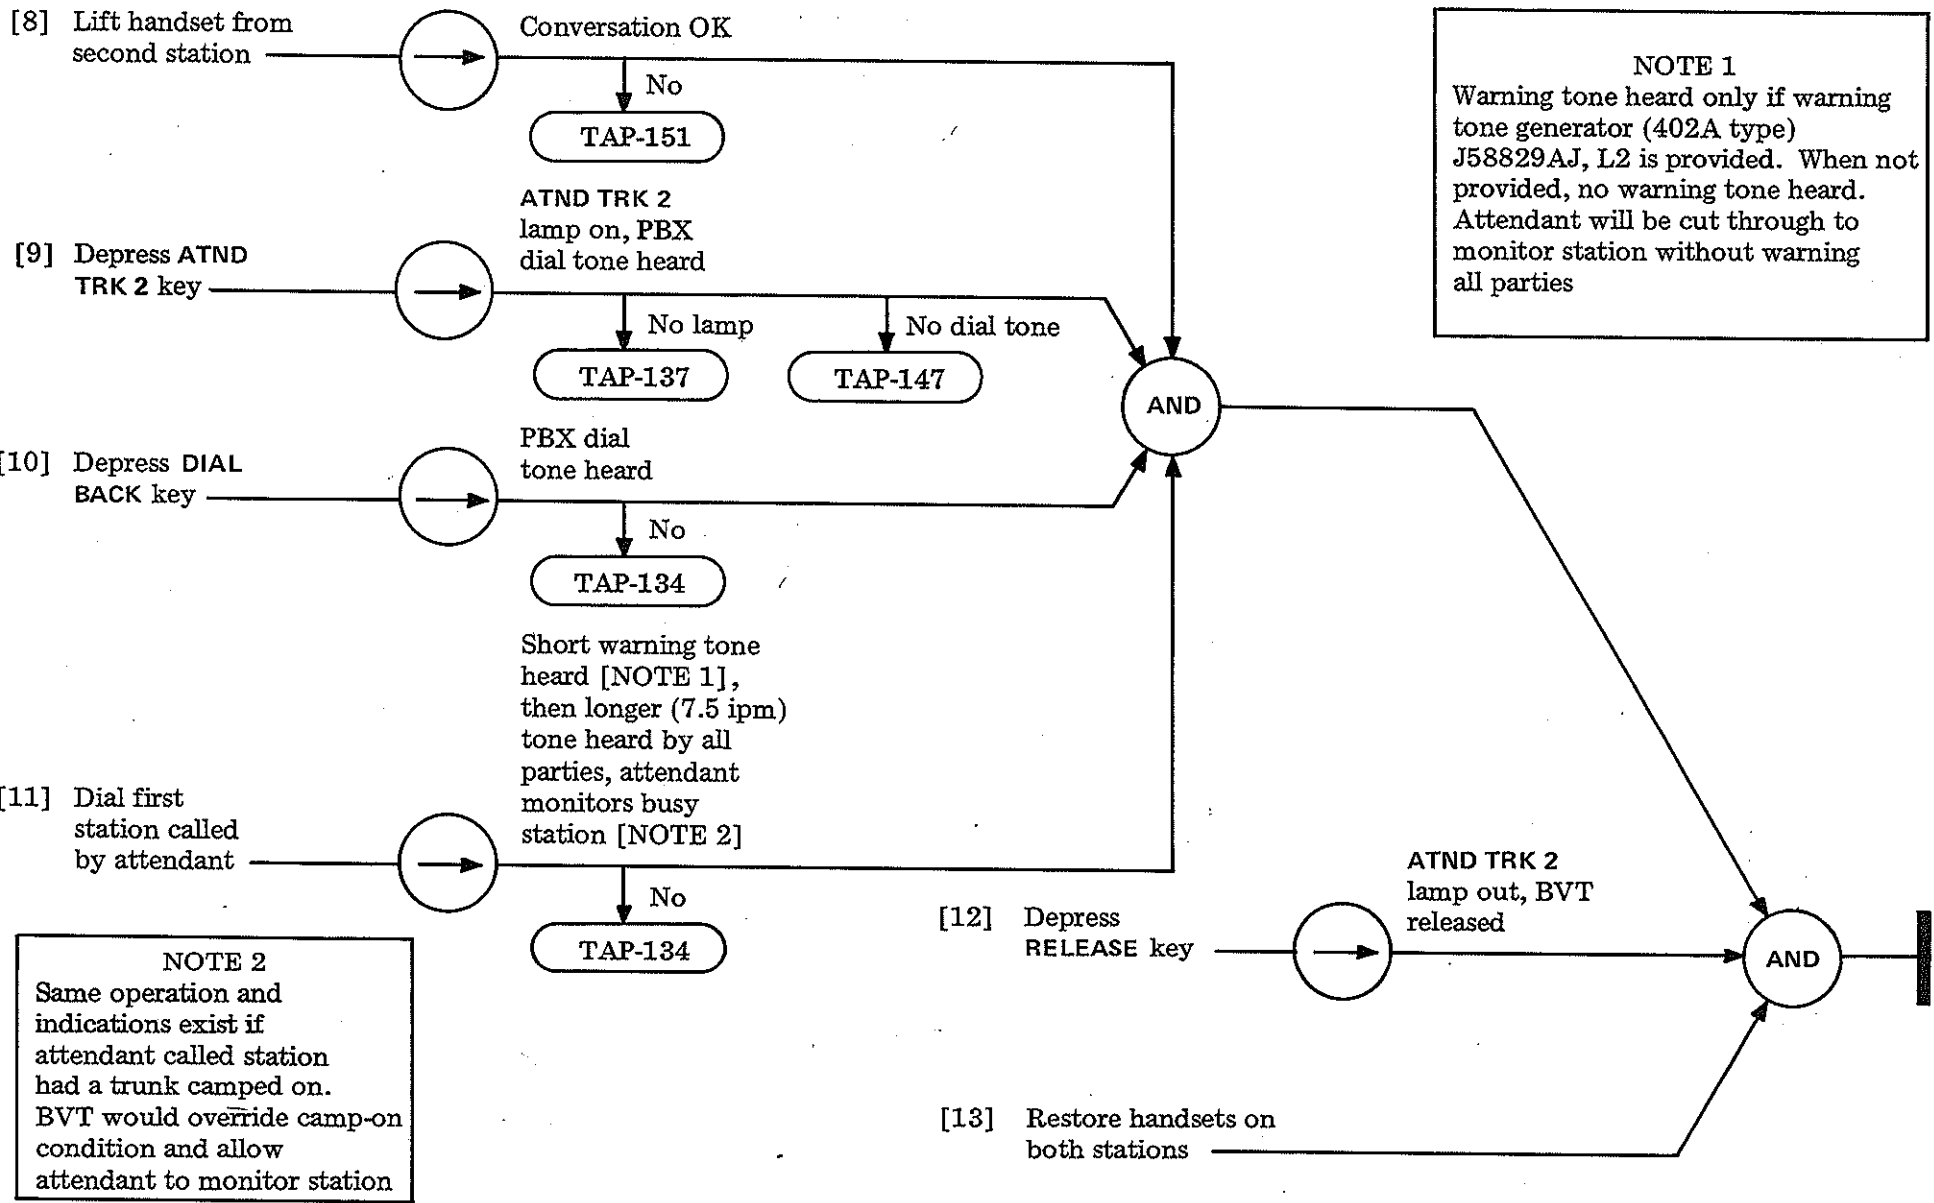 [8] Lift handset from
second station
Conversation OK
No
TAP-151
[9] Depress ATND
TRK 2 key
ATND TRK 2
lamp on, PBX
dial tone heard
No lamp
TAP-137
No dial tone
TAP-147
[10] Depress DIAL
BACK key
PBX dial
tone heard
No
TAP-134
[11] Dial first
station called
by attendant
Short warning tone
heard [NOTE 1],
then longer (7.5 ipm)
tone heard by all
parties, attendant
monitors busy
station [NOTE 2]
No
TAP-134
AND
NOTE 1
Warning tone heard only if warning
tone generator (402A type)
J58829AJ, L2 is provided. When not
provided, no warning tone heard.
Attendant will be cut through to
monitor station without warning
all parties
NOTE 2
Same operation and
indications exist if
attendant called station
had a trunk camped on.
BVT would override camp-on
condition and allow
attendant to monitor station
[12] Depress
RELEASE key
ATND TRK 2
lamp out, BVT
released
AND
[13] Restore handsets on
both stations